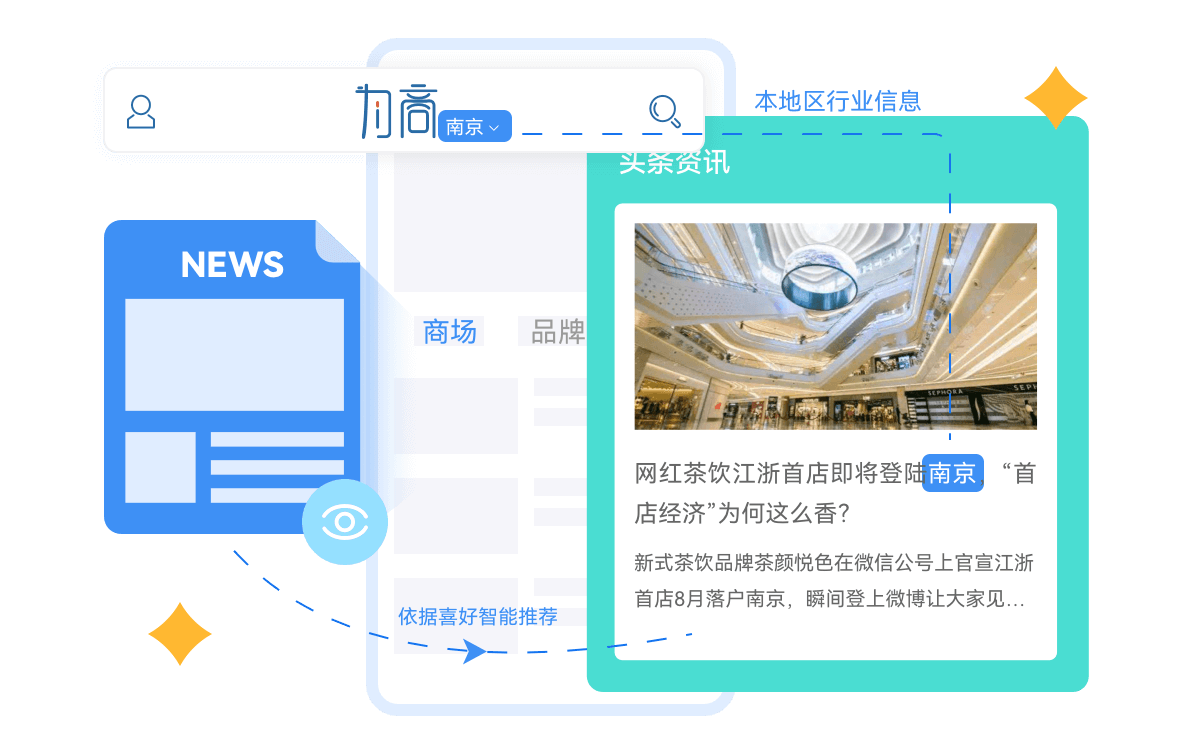 为商
南京
本地区行业信息
头条资讯
NEWS
商场
品牌
SEPHORA
SEP
网红茶饮江浙首店即将登陆南京，“首
店经济”为何这么香？
新式茶饮品牌茶颜悦色在微信公号上官宣江浙
首店8月落户南京，瞬间登上微博让大家见...
依据喜好智能推荐